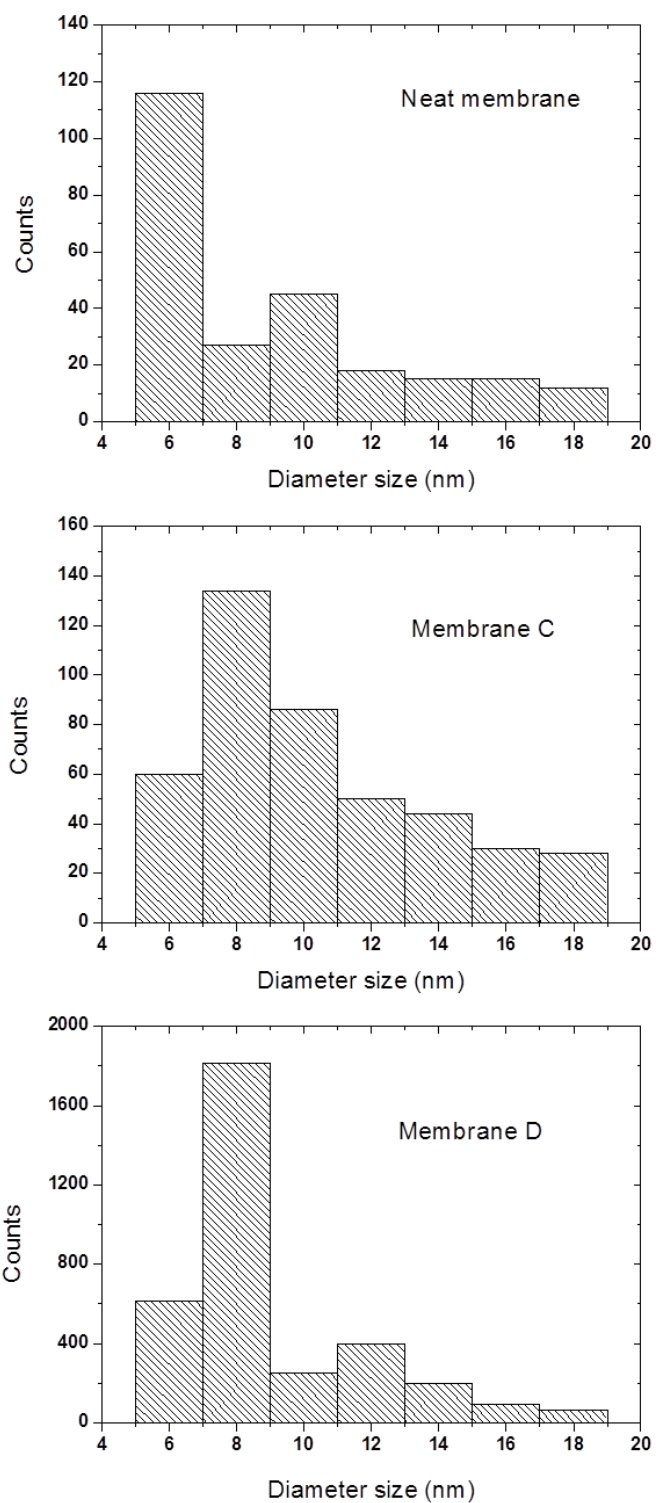 140
120
Neat membrane
100
80
Counts
60
40
20
0
4 6 8 10 12 14 16 18 20
Diameter size (nm)
160
140
120
Membrane C
100
80
Counts
60
40
20
0
4 6 8 10 12 14 16 18 20
Diameter size (nm)
2000
1600
Membrane D
1200
Counts
800
400
0
4 6 8 10 12 14 16 18 20
Diameter size (nm)